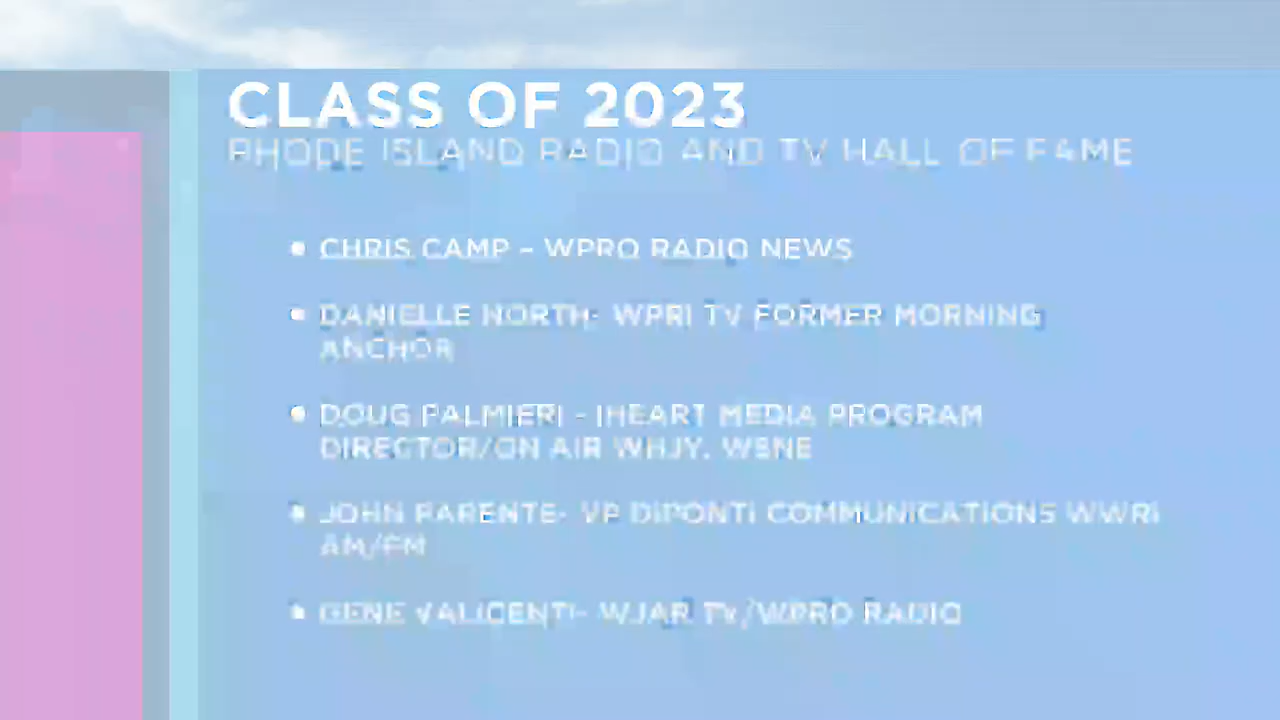 CLASS OF 2023
RHODE ISLAND RADIO AND TV HALL OF FAME
• CHRIS CAMP – WPRO RADIO NEWS
• DANIELLE NORTH- WPRI TV FORMER MORNING
ANCHOR
• DOUG PALMIERI – IHEART MEDIA PROGRAM
DIRECTOR/ON AIR WHJY, WSNE
• JOHN PARENTE- VP DIPONTI COMMUNICATIONS WWRI
AM/FM
• GENE VALICENTI- WJAR TV/WPRO RADIO